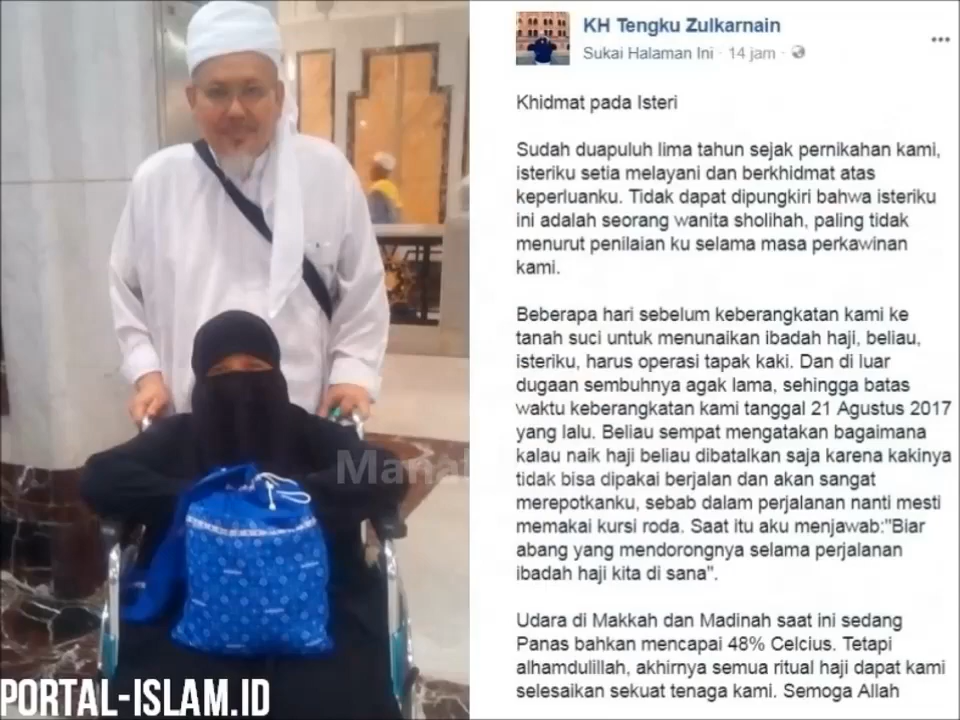 KH Tengku Zulkarnain
Sukai Halaman Ini · 14 jam ·
Khidmat pada Isteri
Sudah duapuluh lima tahun sejak pernikahan kami,
isteriku setia melayani dan berkhidmat atas
keperluanku. Tidak dapat dipungkiri bahwa isteriku
ini adalah seorang wanita sholihah, paling tidak
menurut penilaian ku selama masa perkawinan
kami.
Beberapa hari sebelum keberangkatan kami ke
tanah suci untuk menunaikan ibadah haji, beliau,
isteriku, harus operasi tapak kaki. Dan di luar
dugaan sembuhnya agak lama, sehingga batas
waktu keberangkatan kami tanggal 21 Agustus 2017
yang lalu. Beliau sempat mengatakan bagaimana
kalau naik haji beliau dibatalkan saja karena kakinya
tidak bisa dipakai berjalan dan akan sangat
merepotkanku, sebab dalam perjalanan nanti mesti
memakai kursi roda. Saat itu aku menjawab:"Biar
abang yang mendorongnya selama perjalanan
ibadah haji kita di sana".
Udara di Makkah dan Madinah saat ini sedang
Panas bahkan mencapai 48% Celcius. Tetapi
alhamdulillah, akhirnya semua ritual haji dapat kami
selesaikan sekuat tenaga kami. Semoga Allah
PORTAL-ISLAM.ID